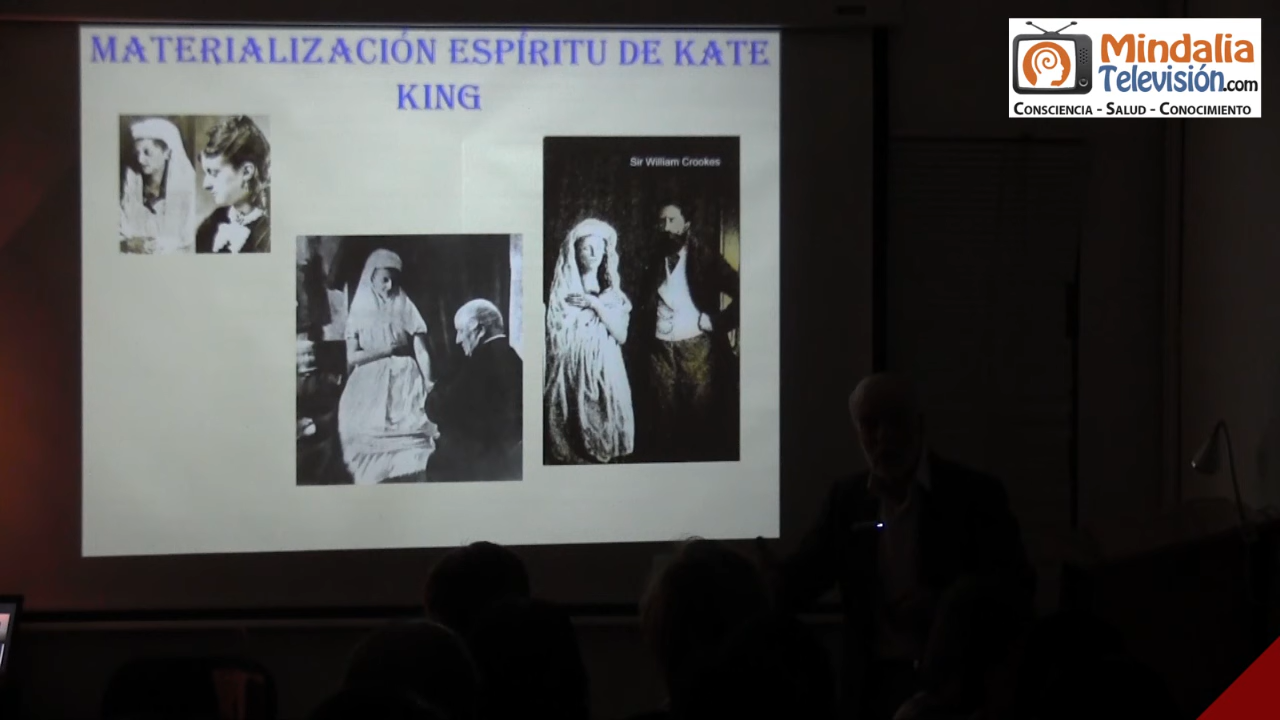 MATERIALIZACIÓN ESPÍRITU DE KATE
KING
Sir William Crookes
Mindalia
Televisión.com
CONSCIENCIA - SALUD - CONOCIMIENTO